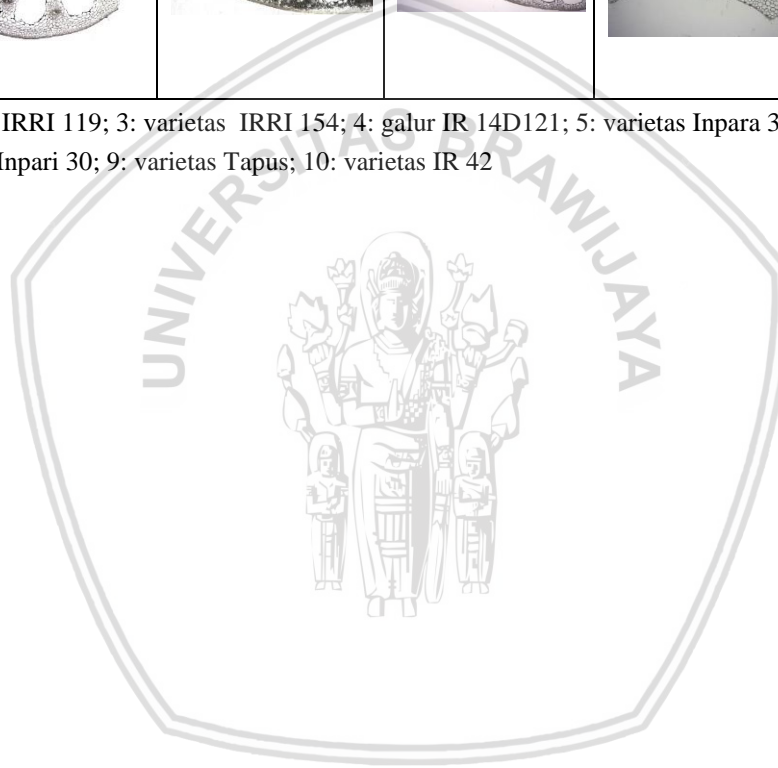 IRRI 119; 3: varietas IRRI 154; 4: galur IR 14D121; 5: varietas Inpara 3
Inpari 30; 9: varietas Tapus; 10: varietas IR 42
UNIVERSITAS BRAWIJAYA